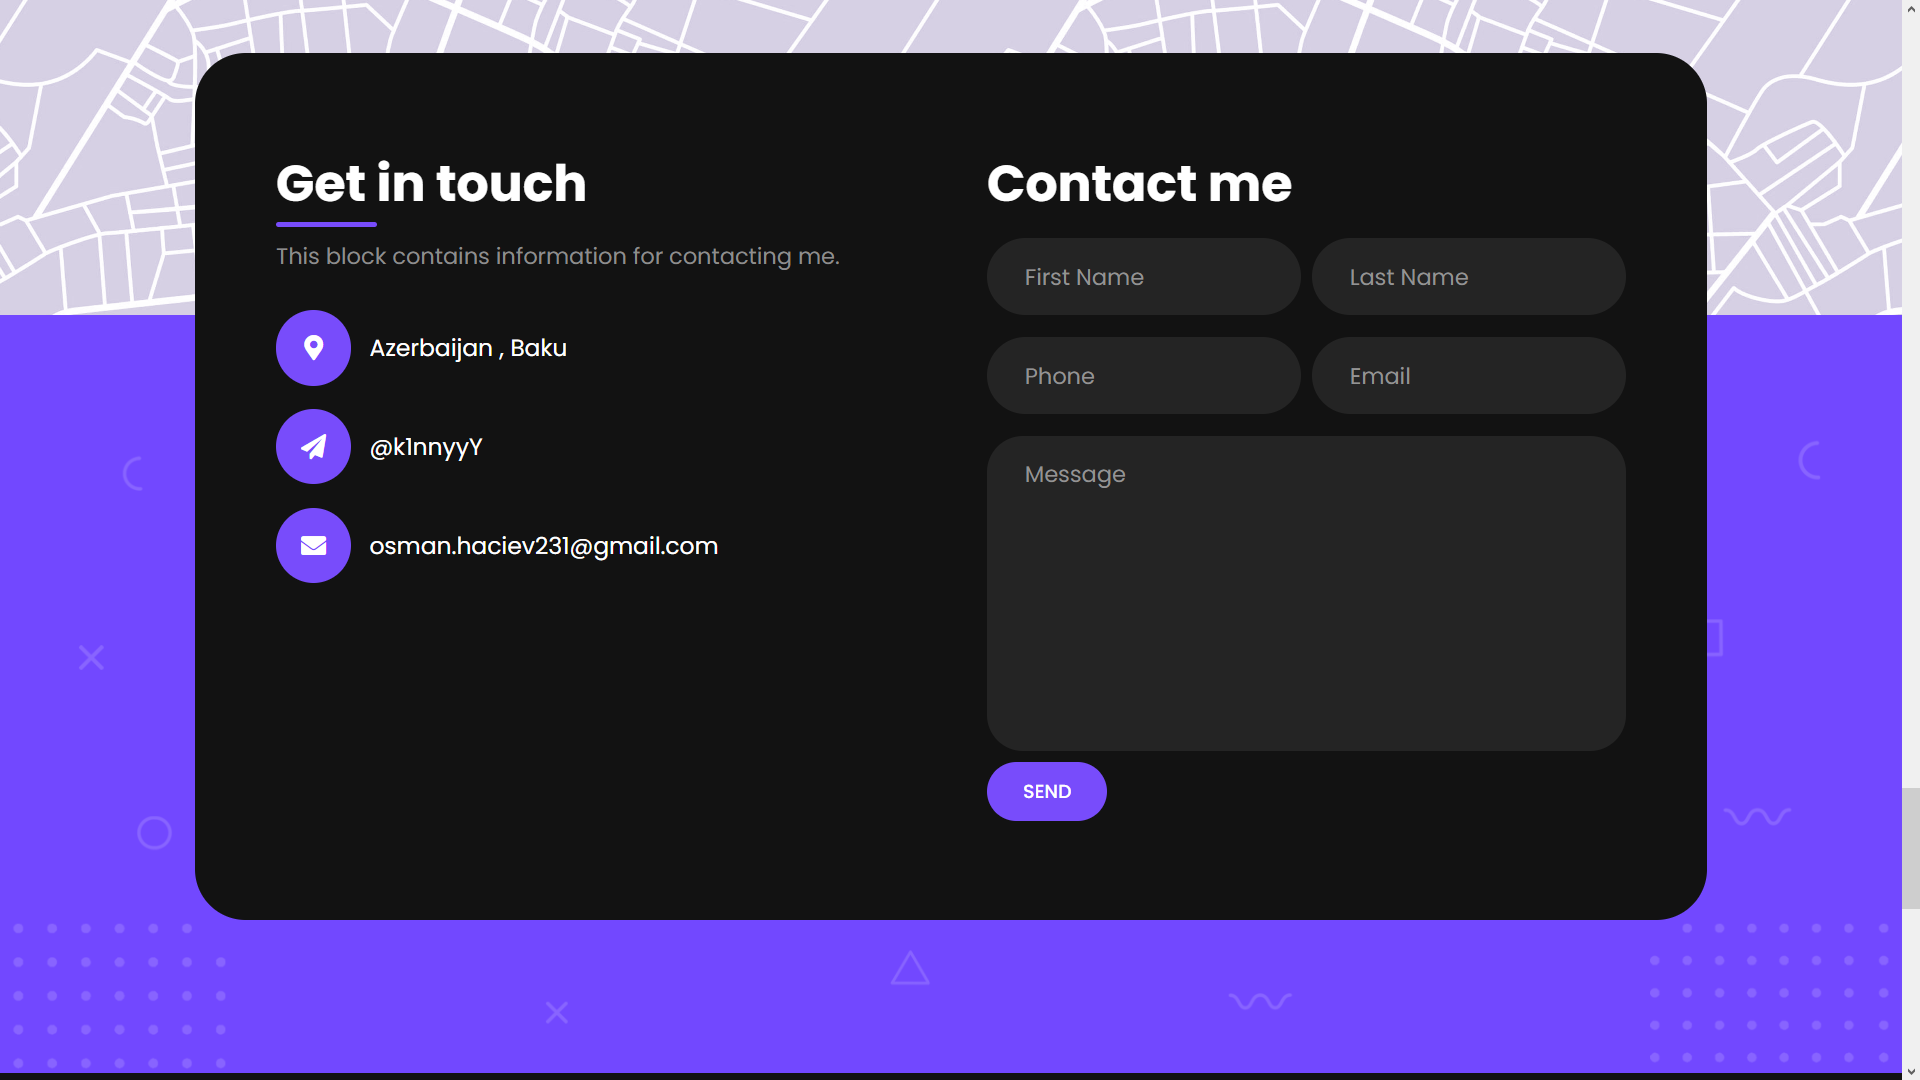 Get in touch
This block contains information for contacting me.
Azerbaijan , Baku
@k1nnyyY
osman.haciev231@gmail.com
Contact me
First Name
Last Name
Phone
Email
Message
SEND